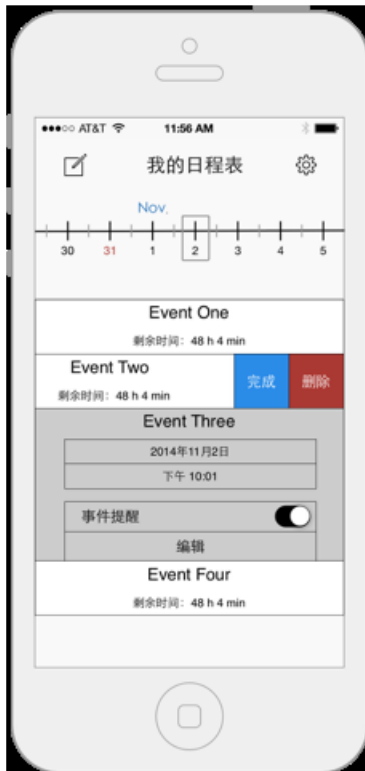 AT&T 11:56 AM
我的日程表
Nov.
30 31 1 2 3 4 5
Event One
剩余时间：48 h 4 min
Event Two
剩余时间：48 h 4 min
完成 删除
Event Three
2014年11月2日
下午 10:01
事件提醒
编辑
Event Four
剩余时间：48 h 4 min